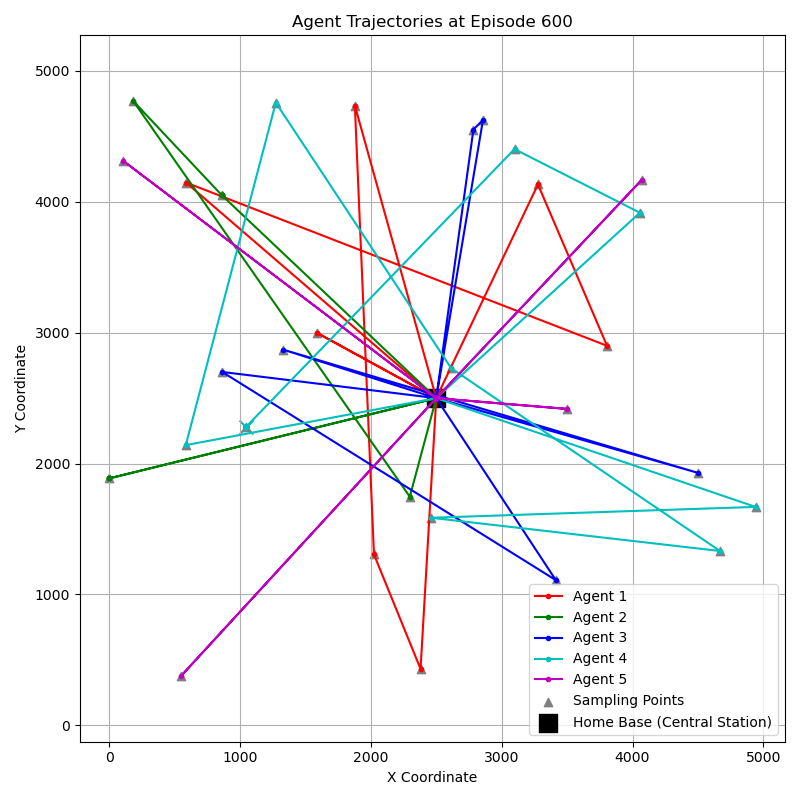 Agent Trajectories at Episode 600
Y Coordinate
5000
4000
3000
2000
1000
0
0 1000 2000 3000 4000 5000
X Coordinate
Agent 1
Agent 2
Agent 3
Agent 4
Agent 5
Sampling Points
Home Base (Central Station)